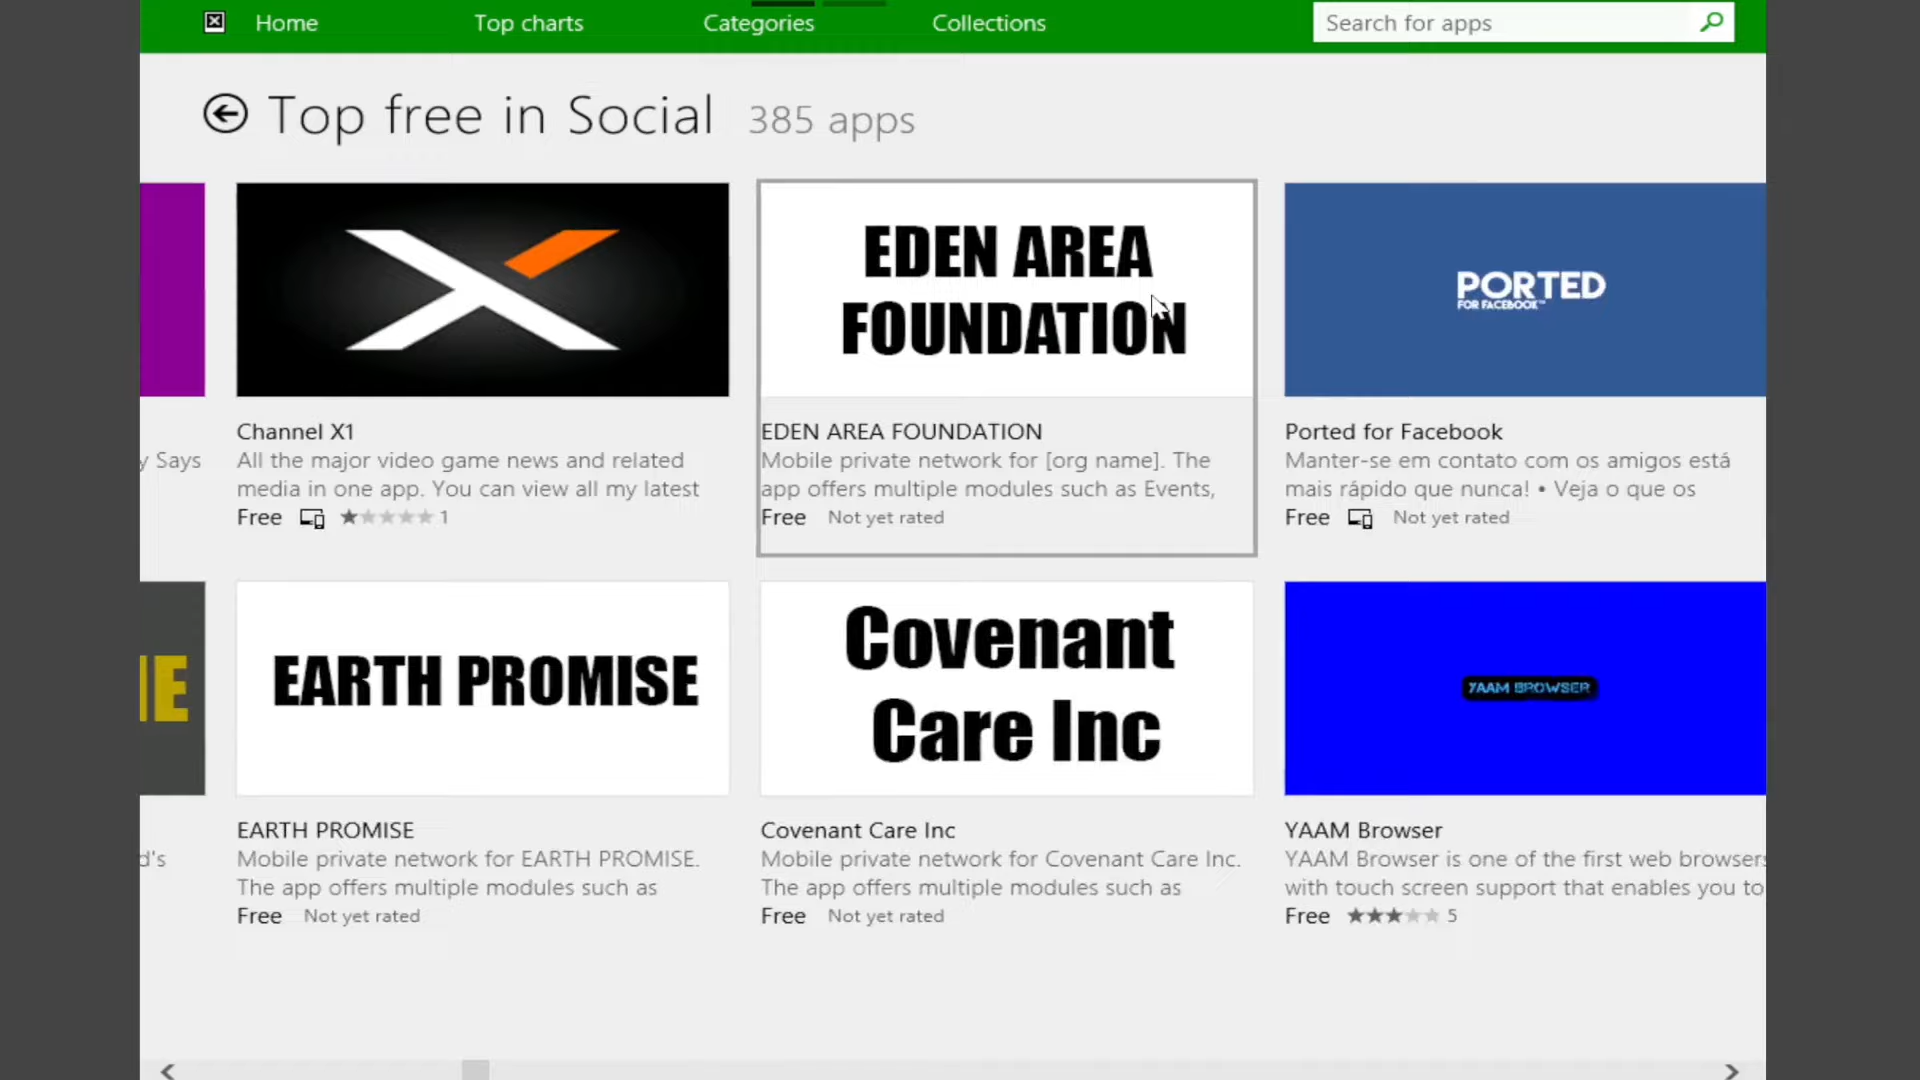 Home
Top charts
Categories
Collections
Search for apps
Top free in Social 385 apps
EDEN AREA
FOUNDATION
PORTED
FOR FACEBOOK™
y Says
Channel X1
All the major video game news and related
media in one app. You can view all my latest
Free 1
EDEN AREA FOUNDATION
Mobile private network for [org name]. The
app offers multiple modules such as Events,
Free Not yet rated
Ported for Facebook
Manter-se em contato com os amigos está
mais rápido que nunca! • Veja o que os
Free Not yet rated
IE
EARTH PROMISE
Covenant
Care Inc
YAAM BROWSER
d's
EARTH PROMISE
Mobile private network for EARTH PROMISE.
The app offers multiple modules such as
Free Not yet rated
Covenant Care Inc
Mobile private network for Covenant Care Inc.
The app offers multiple modules such as
Free Not yet rated
YAAM Browser
YAAM Browser is one of the first web browsers
with touch screen support that enables you to
Free 5